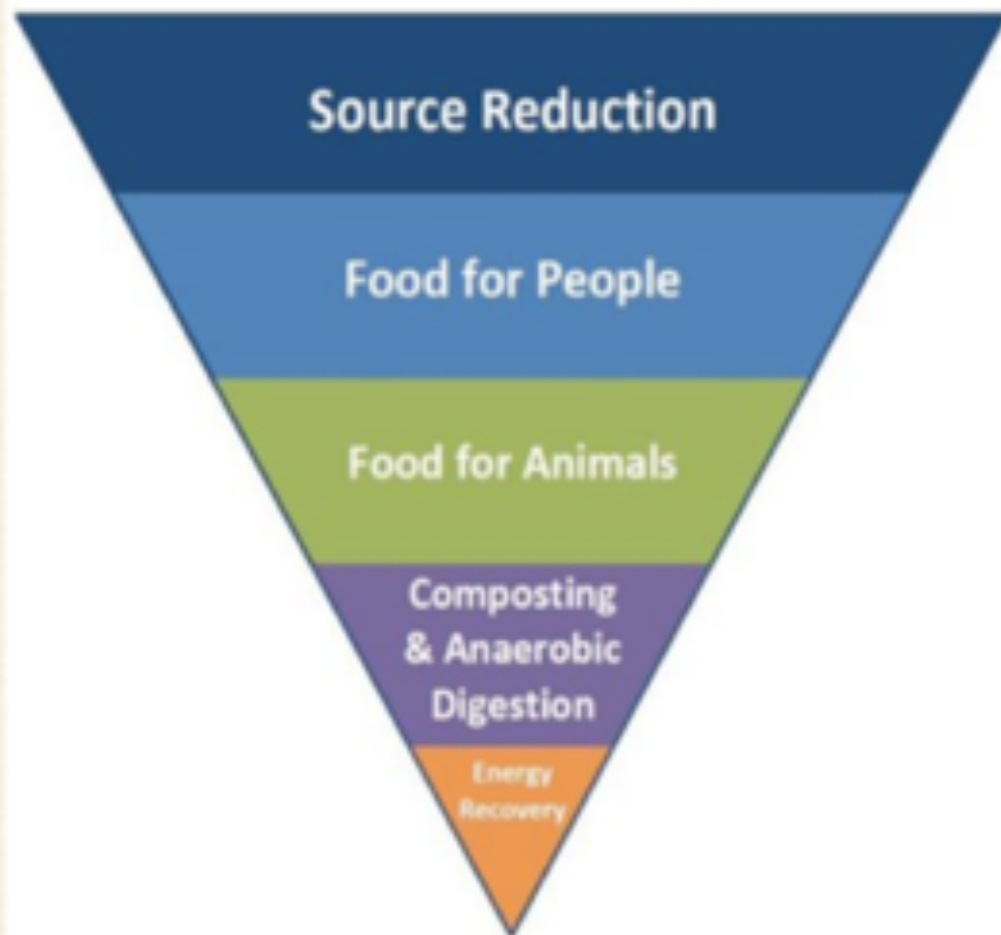 Source Reduction
Food for People
Food for Animals
Composting
& Anaerobic
Digestion
Energy
Recovery